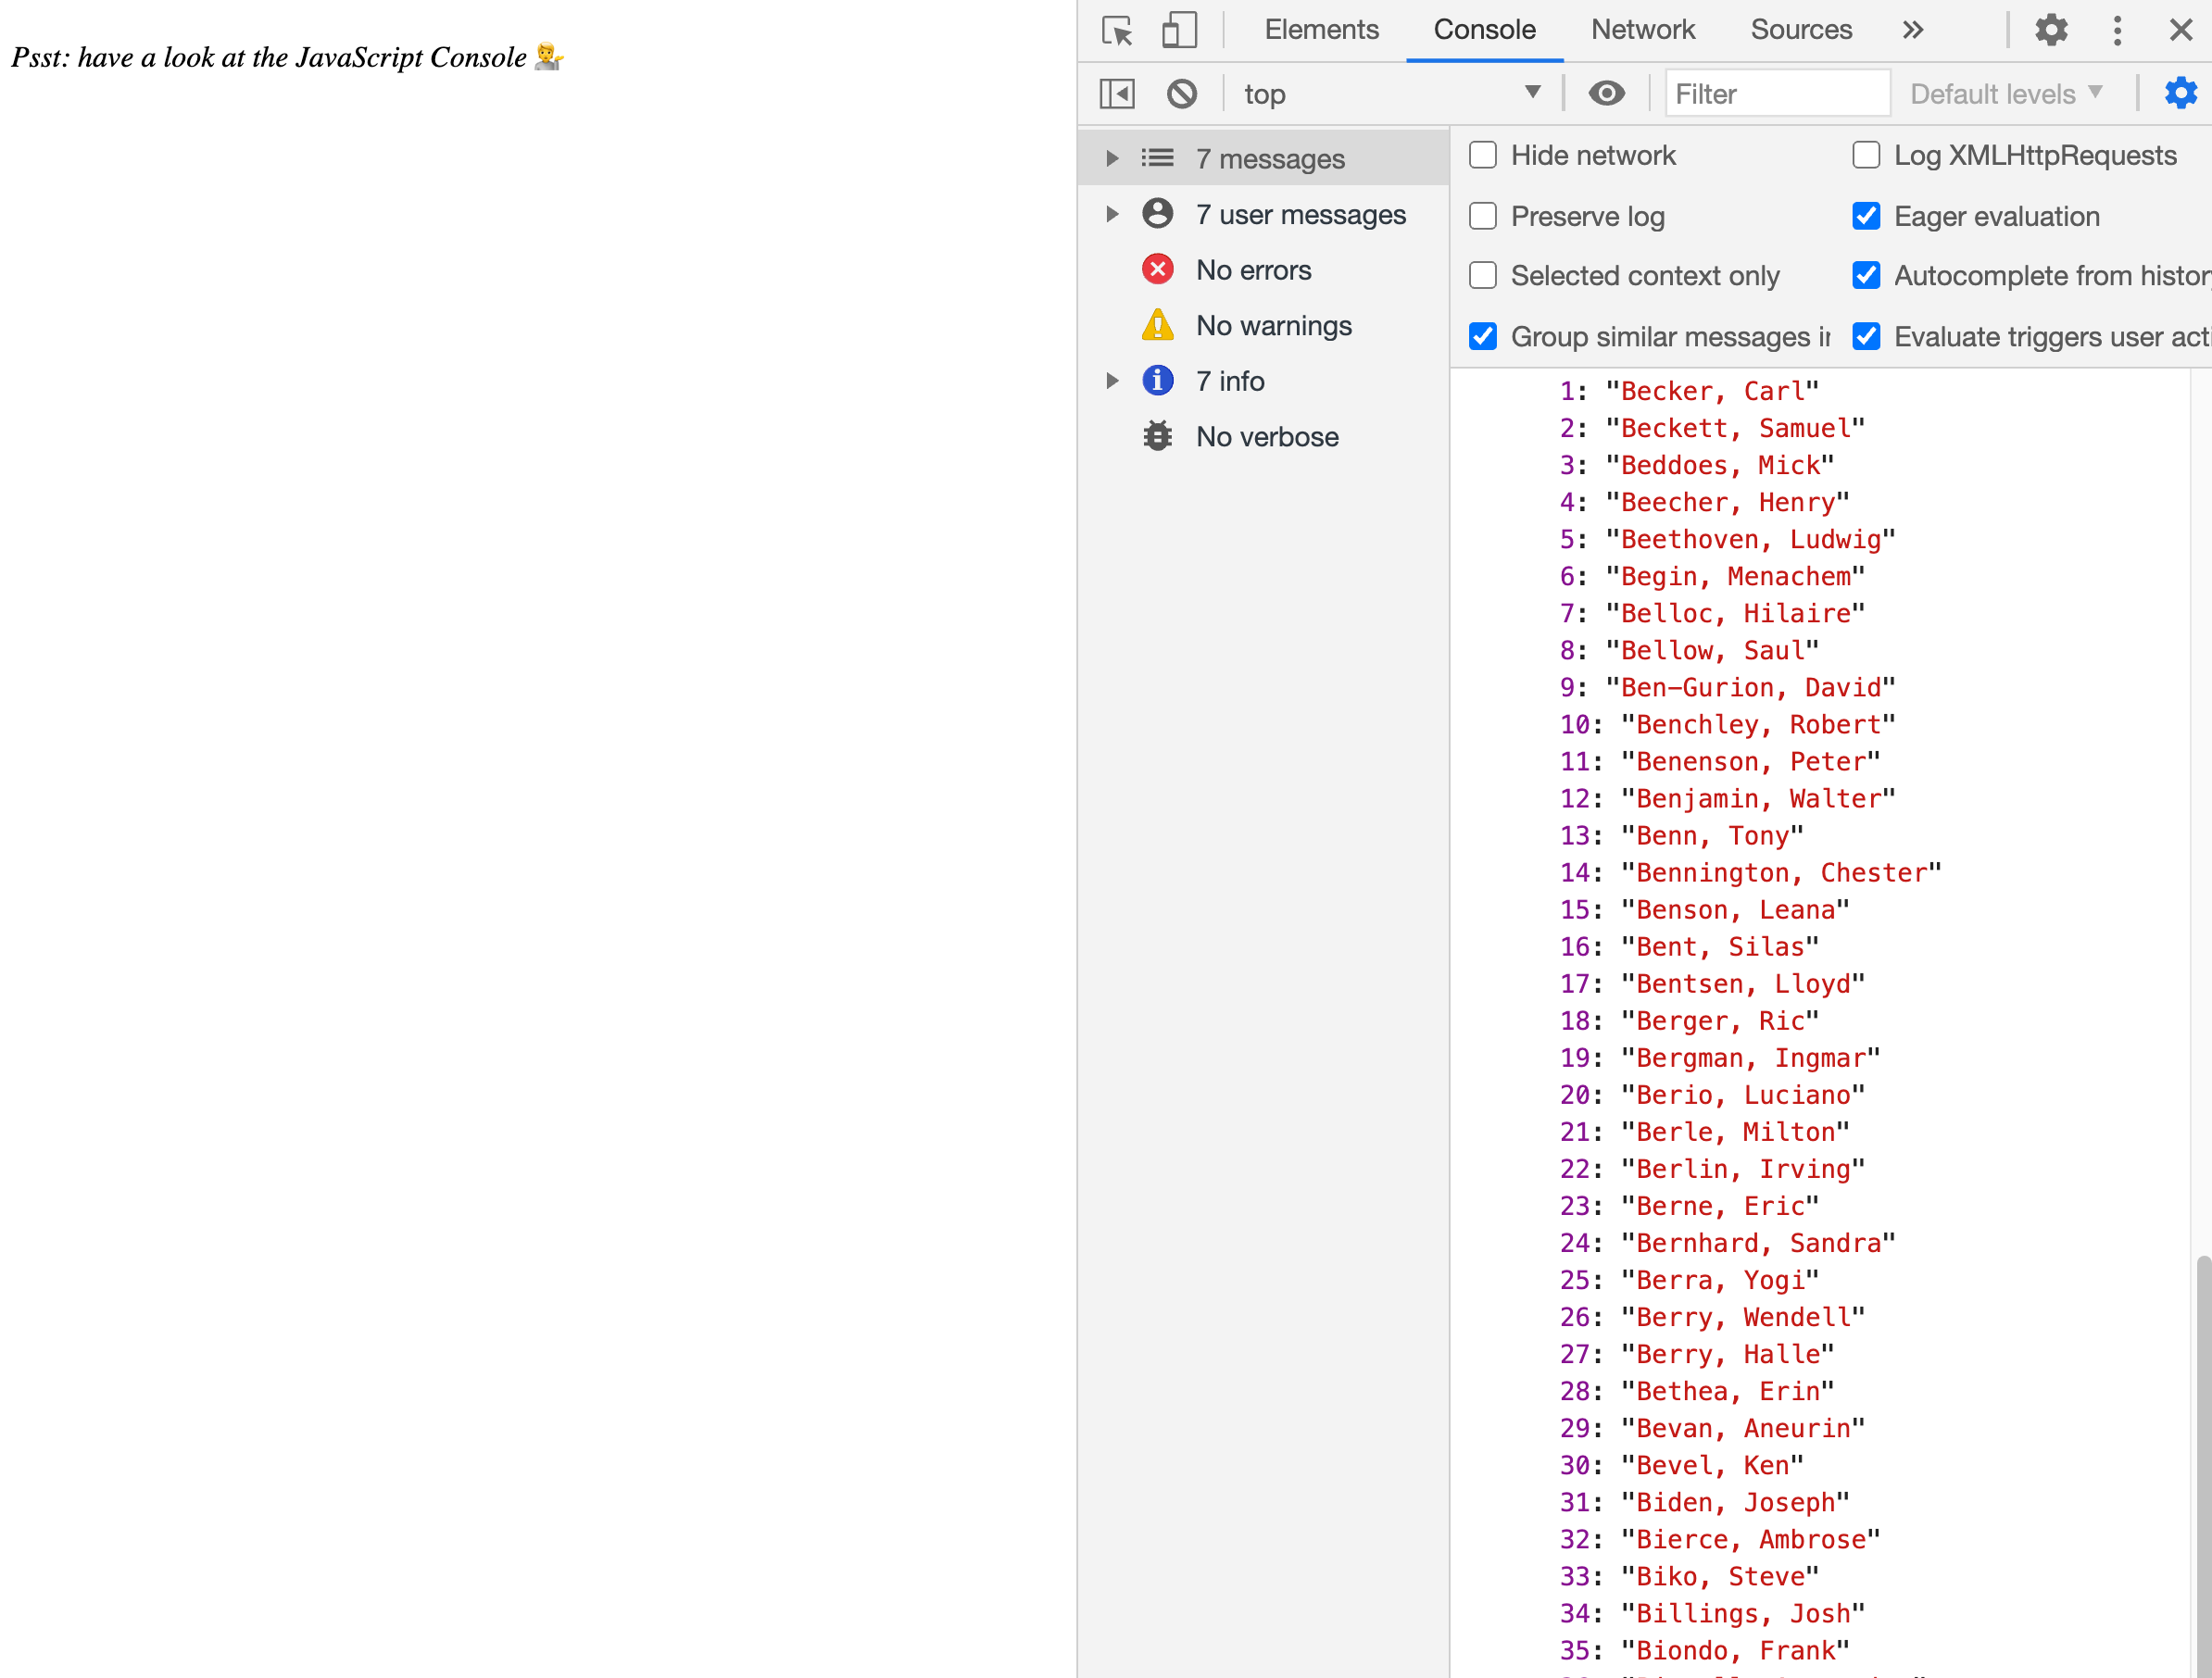 Psst: have a look at the JavaScript Console 💁
Elements Console Network Sources
top Filter Default levels
7 messages
7 user messages
No errors
No warnings
7 info
No verbose
Hide network Log XMLHttpRequests
Preserve log Eager evaluation
Selected context only Autocomplete from histor
Group similar messages Evaluate triggers user acti
1: "Becker, Carl"
2: "Beckett, Samuel"
3: "Beddoes, Mick"
4: "Beecher, Henry"
5: "Beethoven, Ludwig"
6: "Begin, Menachem"
7: "Belloc, Hilaire"
8: "Bellow, Saul"
9: "Ben-Gurion, David"
10: "Benchley, Robert"
11: "Benenson, Peter"
12: "Benjamin, Walter"
13: "Benn, Tony"
14: "Bennington, Chester"
15: "Benson, Leana"
16: "Bent, Silas"
17: "Bentsen, Lloyd"
18: "Berger, Ric"
19: "Bergman, Ingmar"
20: "Berio, Luciano"
21: "Berle, Milton"
22: "Berlin, Irving"
23: "Berne, Eric"
24: "Bernhard, Sandra"
25: "Berra, Yogi"
26: "Berry, Wendell"
27: "Berry, Halle"
28: "Bethea, Erin"
29: "Bevan, Aneurin"
30: "Bevel, Ken"
31: "Biden, Joseph"
32: "Bierce, Ambrose"
33: "Biko, Steve"
34: "Billings, Josh"
35: "Biondo, Frank"